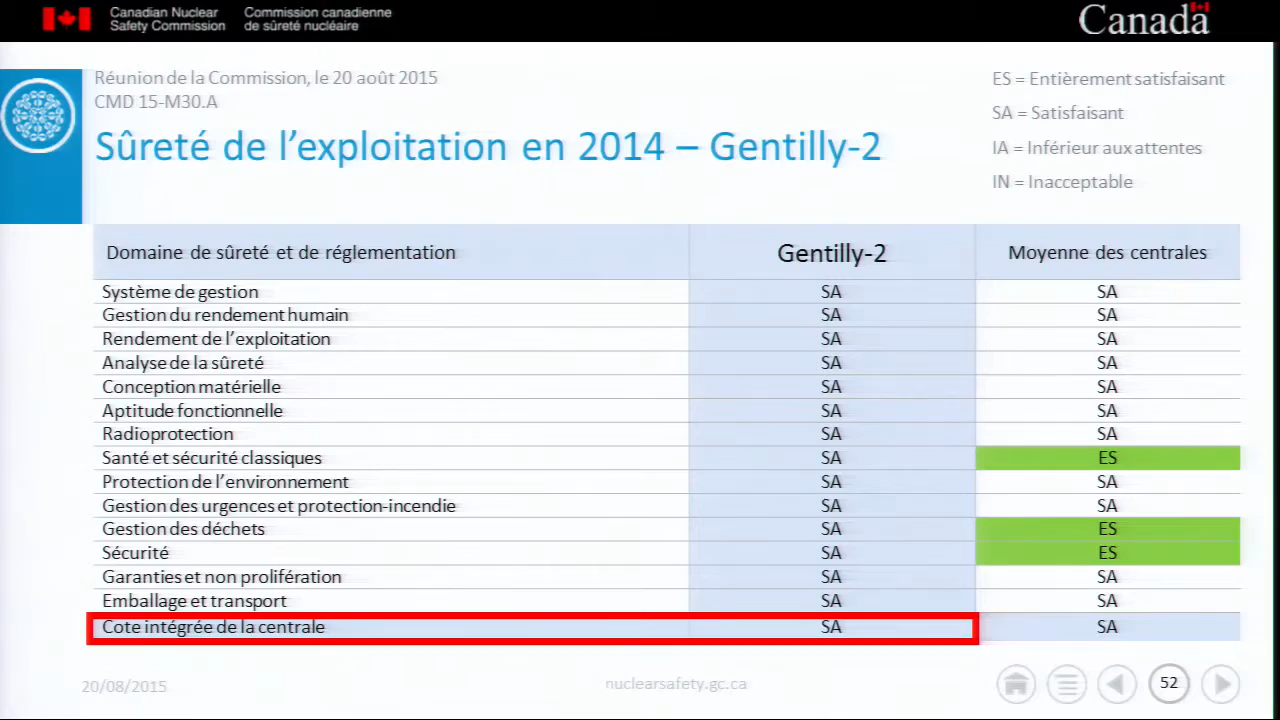 Canadian Nuclear Safety Commission
Commission canadienne de sûreté nucléaire
Canada
Réunion de la Commission, le 20 août 2015
CMD 15-M30.A
Sûreté de l'exploitation en 2014 – Gentilly-2
ES = Entièrement satisfaisant
SA = Satisfaisant
IA = Inférieur aux attentes
IN = Inacceptable
Domaine de sûreté et de réglementation Gentilly-2 Moyenne des centrales
Système de gestion SA SA
Gestion du rendement humain SA SA
Rendement de l'exploitation SA SA
Analyse de la sûreté SA SA
Conception matérielle SA SA
Aptitude fonctionnelle SA SA
Radioprotection SA SA
Santé et sécurité classiques SA ES
Protection de l'environnement SA SA
Gestion des urgences et protection-incendie SA SA
Gestion des déchets SA ES
Sécurité SA ES
Garanties et non prolifération SA SA
Emballage et transport SA SA
Cote intégrée de la centrale SA SA
20/08/2015 nuclearsafety.gc.ca 52